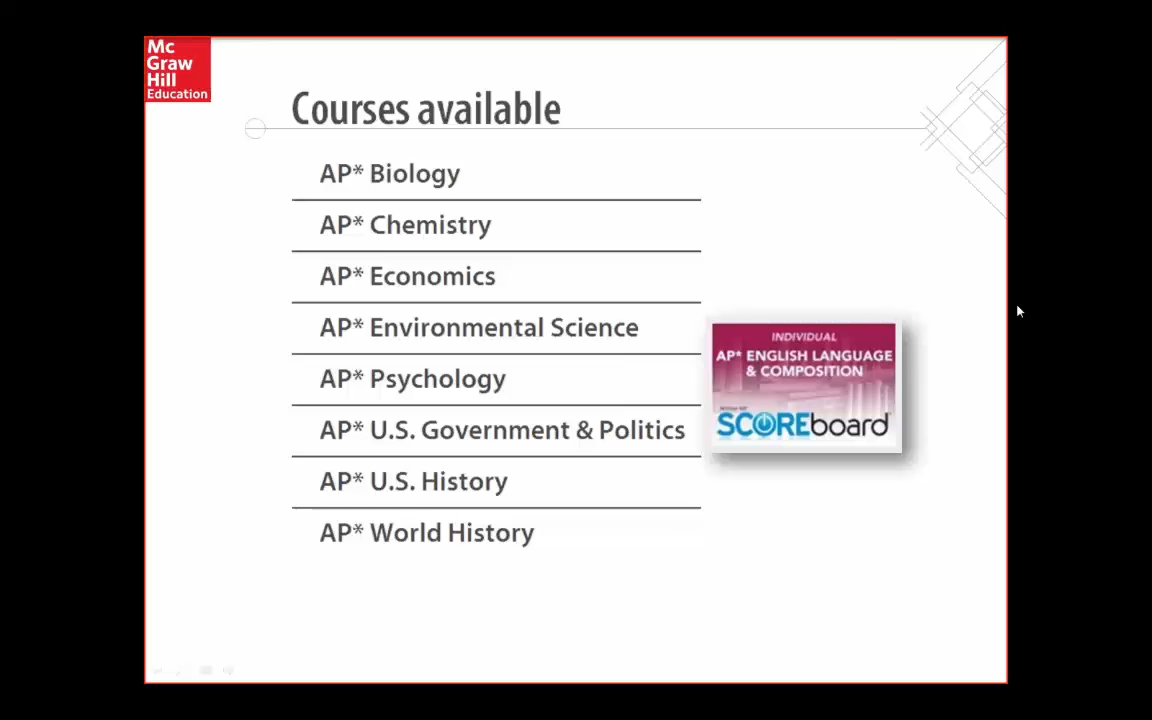 Mc
Graw
Hill
Education
Courses available
AP* Biology
AP* Chemistry
AP* Economics
AP* Environmental Science
AP* Psychology
AP* U.S. Government & Politics
AP* U.S. History
AP* World History
INDIVIDUAL
AP* ENGLISH LANGUAGE
& COMPOSITION
SCOREboard